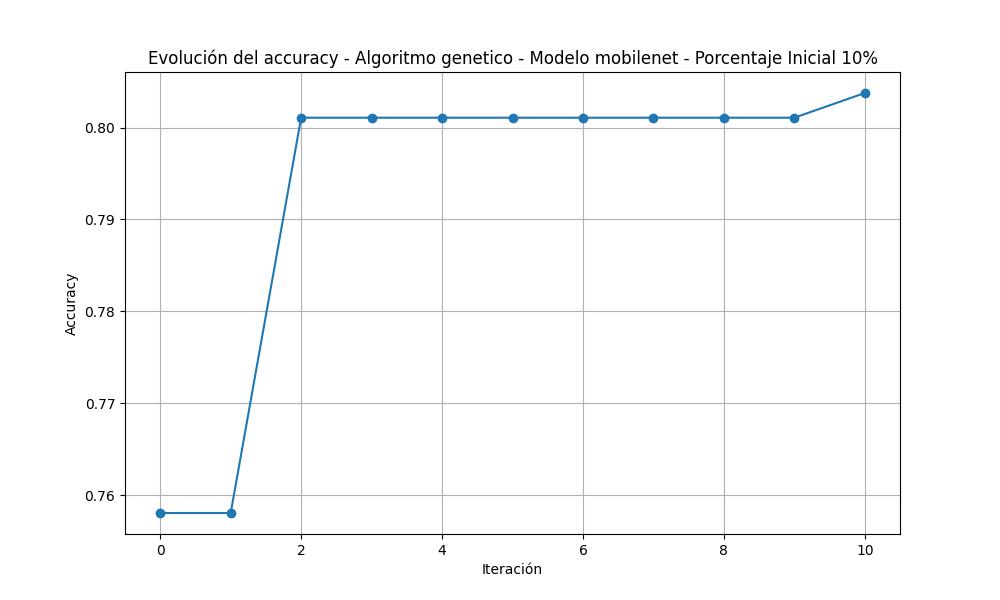 Evolución del accuracy - Algoritmo genetico - Modelo mobilenet - Porcentaje Inicial 10%
Accuracy
0.80
0.79
0.78
0.77
0.76
0 2 4 6 8 10
Iteración